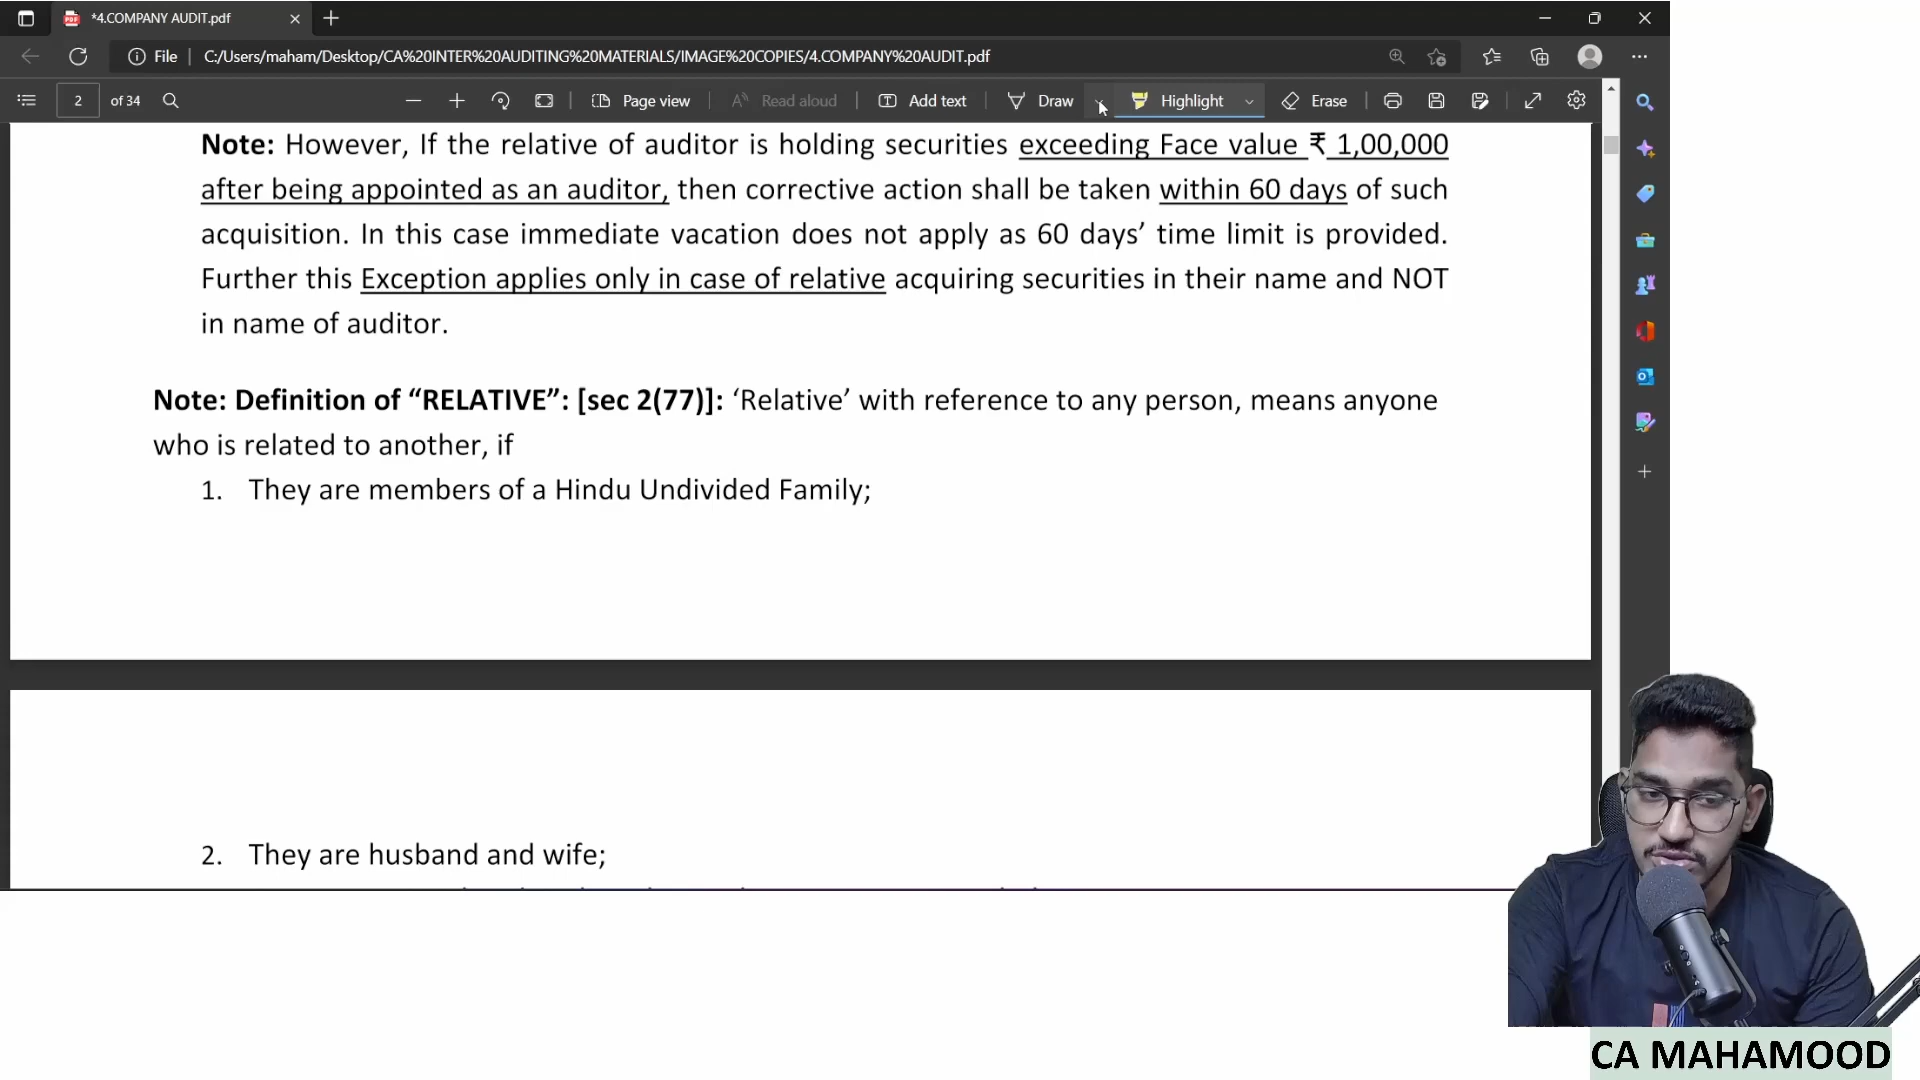 *4.COMPANY AUDIT.pdf
File C:/Users/maham/Desktop/CA%20INTER%20AUDITING%20MATERIALS/IMAGE%20COPIES/4.COMPANY%20AUDIT.pdf
2 of 34 Page view Read aloud Add text Draw Highlight Erase
Note: However, If the relative of auditor is holding securities exceeding Face value ₹ 1,00,000
after being appointed as an auditor, then corrective action shall be taken within 60 days of such
acquisition. In this case immediate vacation does not apply as 60 days’ time limit is provided.
Further this Exception applies only in case of relative acquiring securities in their name and NOT
in name of auditor.
Note: Definition of “RELATIVE”: [sec 2(77)]: ‘Relative’ with reference to any person, means anyone
who is related to another, if
1. They are members of a Hindu Undivided Family;
2. They are husband and wife;
CA MAHAMOOD